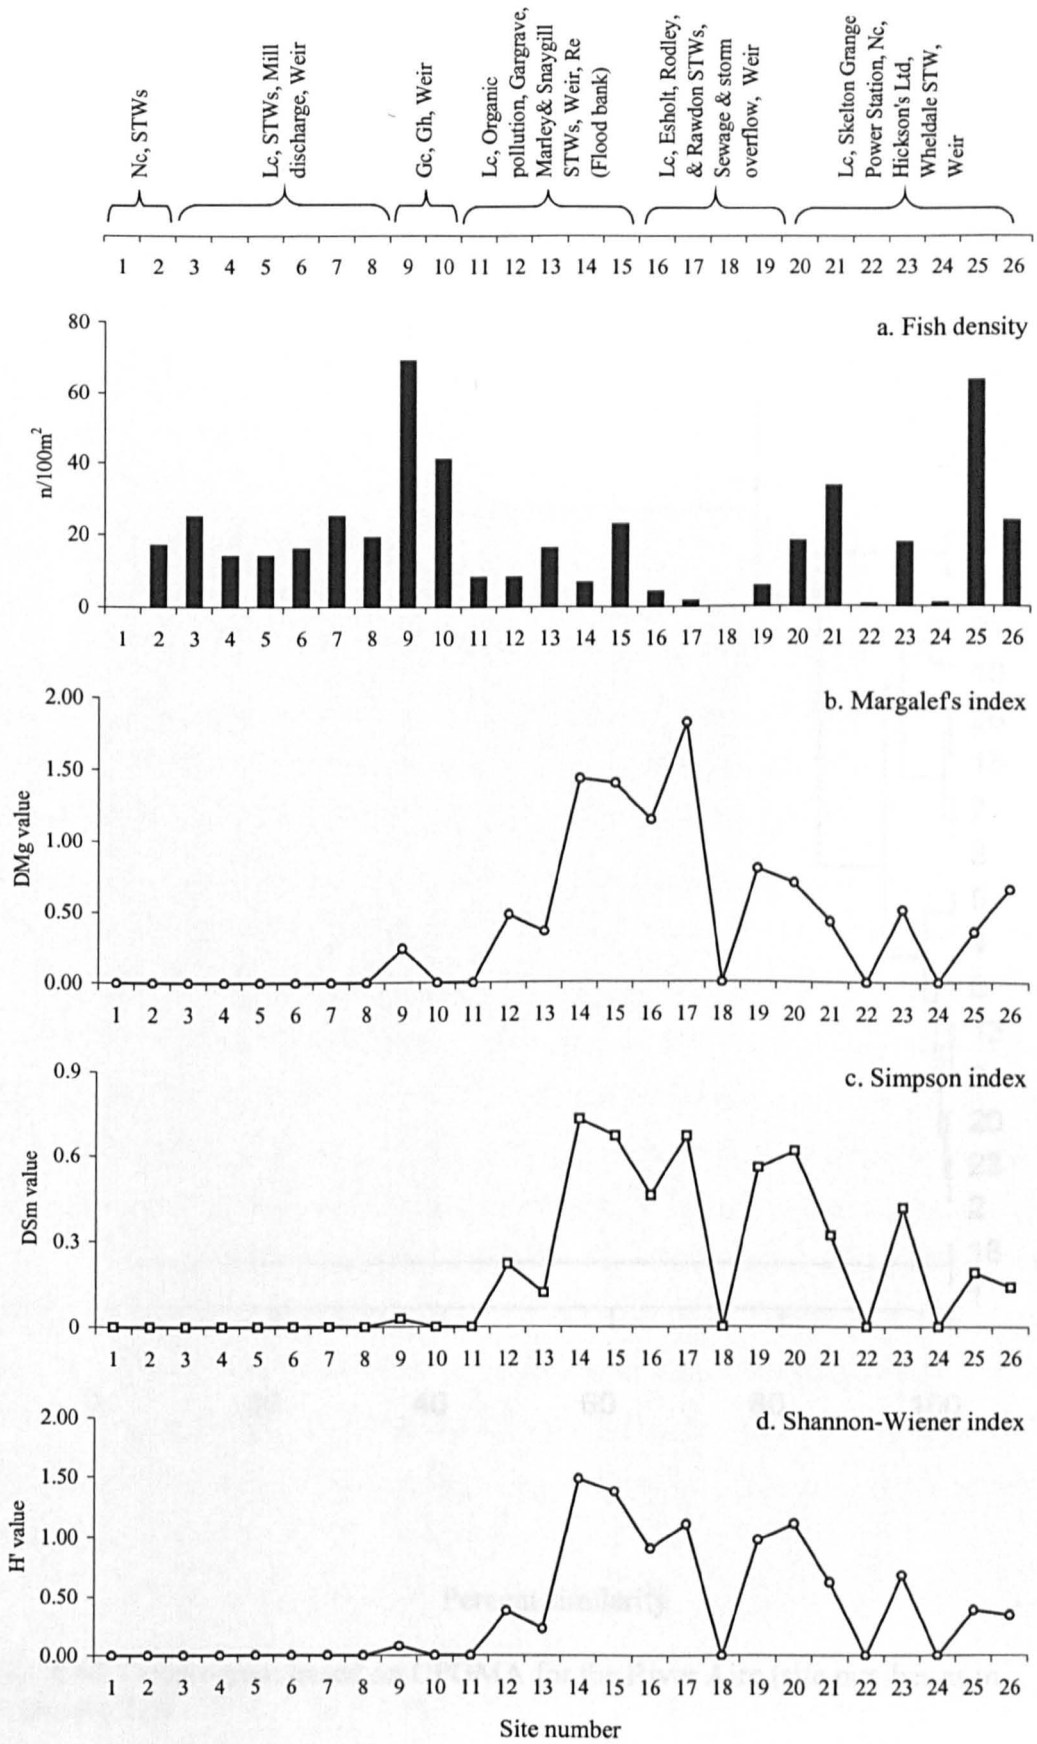 Nc, STWs
Lc, STWs, Mill
discharge, Weir
Gc, Gh, Weir
Lc, Organic
pollution, Gargrave,
Marley& Snaygill
STWs, Weir, Re
(Flood bank)
Lc, Esholt, Rodley,
& Rawdon STWs,
Sewage & storm
overflow, Weir
Lc, Skelton Grange
Power Station, Nc,
Hickson's Ltd,
Wheldale STW,
Weir
1 2 3 4 5 6 7 8 9 10 11 12 13 14 15 16 17 18 19 20 21 22 23 24 25 26
a. Fish density
n/100m²
80
60
40
20
0
1 2 3 4 5 6 7 8 9 10 11 12 13 14 15 16 17 18 19 20 21 22 23 24 25 26
b. Margalef's index
DMg value
2.00
1.50
1.00
0.50
0.00
1 2 3 4 5 6 7 8 9 10 11 12 13 14 15 16 17 18 19 20 21 22 23 24 25 26
c. Simpson index
DSm value
0.9
0.6
0.3
0
1 2 3 4 5 6 7 8 9 10 11 12 13 14 15 16 17 18 19 20 21 22 23 24 25 26
d. Shannon-Wiener index
H' value
2.00
1.50
1.00
0.50
0.00
1 2 3 4 5 6 7 8 9 10 11 12 13 14 15 16 17 18 19 20 21 22 23 24 25 26
Site number